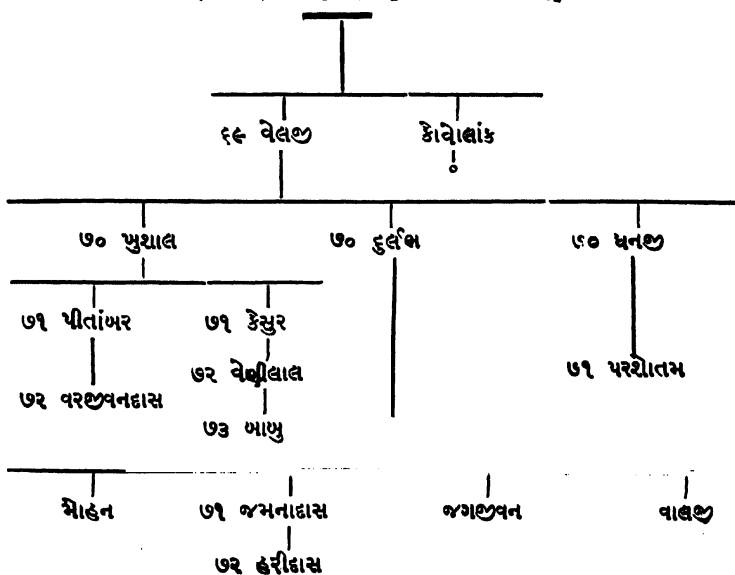 ૬૯ વેલજી કોવોલાંક
૭૦ ખુશાલ ૭૦ દુર્લભ ૭૦ ધનજી
૭૧ પીતાંબર ૭૧ કેસુર
૭૨ વેણીલાલ ૭૧ પરશોતમ
૭૨ વરજીવનદાસ
૭૩ બાબુ
મોહન ૭૧ જમનાદાસ જગજીવન વાલજી
૭૨ હરીદાસ